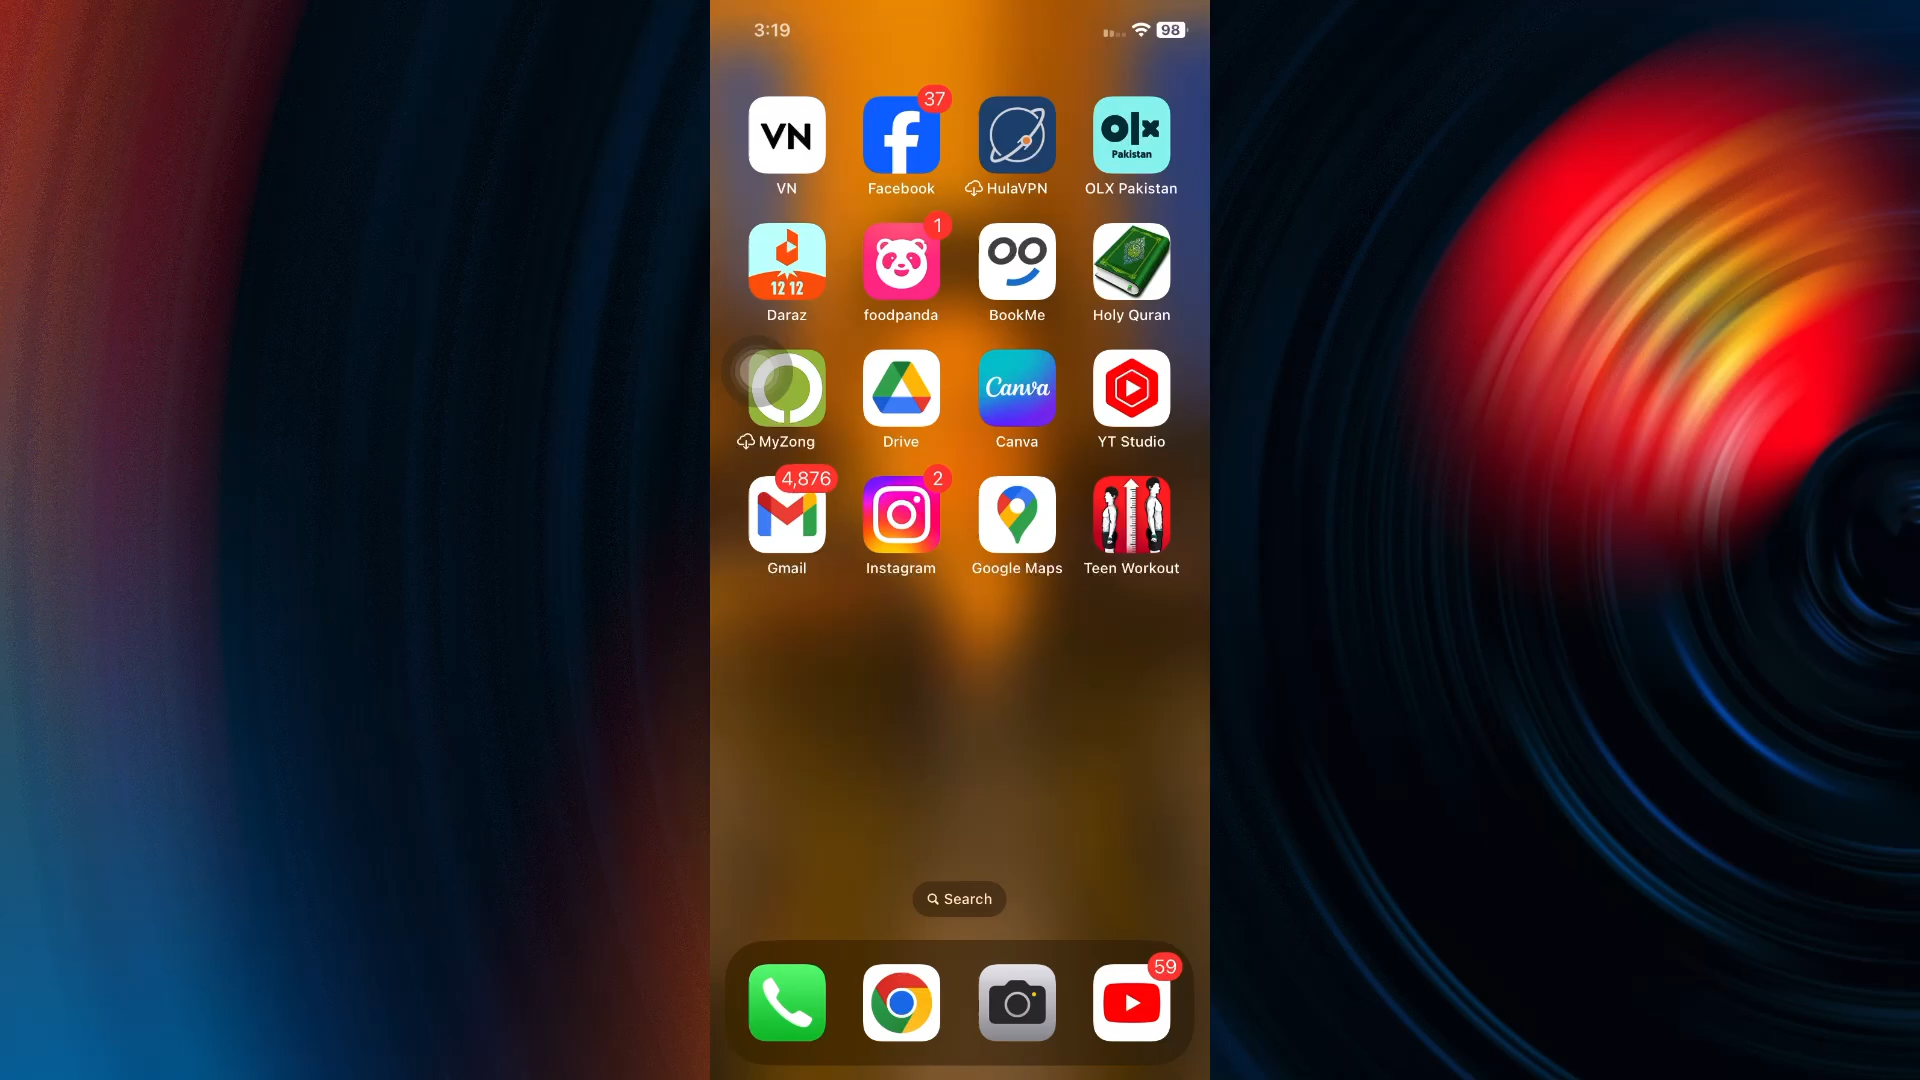 3:19
98
VN
37
olx
Pakistan
VN
Facebook
HulaVPN
OLX Pakistan
12 12
1
Daraz
foodpanda
BookMe
Holy Quran
Canva
MyZong
Drive
Canva
YT Studio
4,876
2
Gmail
Instagram
Google Maps
Teen Workout
Search
59